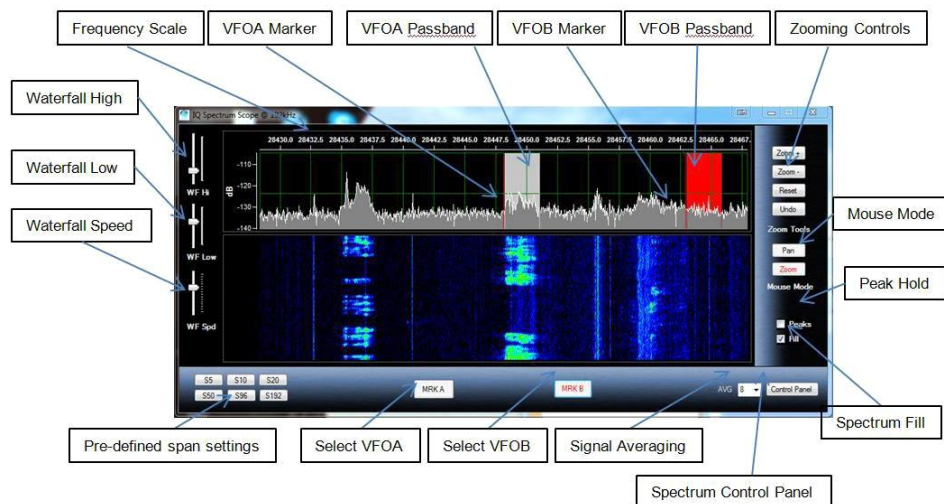 Frequency Scale
VFOA Marker
VFOA Passband
VFOB Marker
VFOB Passband
Zooming Controls
Waterfall High
Waterfall Low
Waterfall Speed
IQ Spectrum Scope @ 127kHz
28430.0 28432.5 28435.0 28437.5 28440.0 28442.5 28445.0 28447.5 28450.0 28452.5 28455.0 28457.5 28460.0 28462.5 28465.0 28467.
-110
-120
-130
-140
dB
WF Hi
WF Low
WF Spd
Zoom +
Zoom -
Reset
Undo
Zoom Tools
Pan
Zoom
Mouse Mode
Peaks
Fill
Mouse Mode
Peak Hold
Spectrum Fill
S5 S10 S20
S50 S96 S192
MRK A
MRK B
AVG 8
Control Panel
Pre-defined span settings
Select VFOA
Select VFOB
Signal Averaging
Spectrum Control Panel